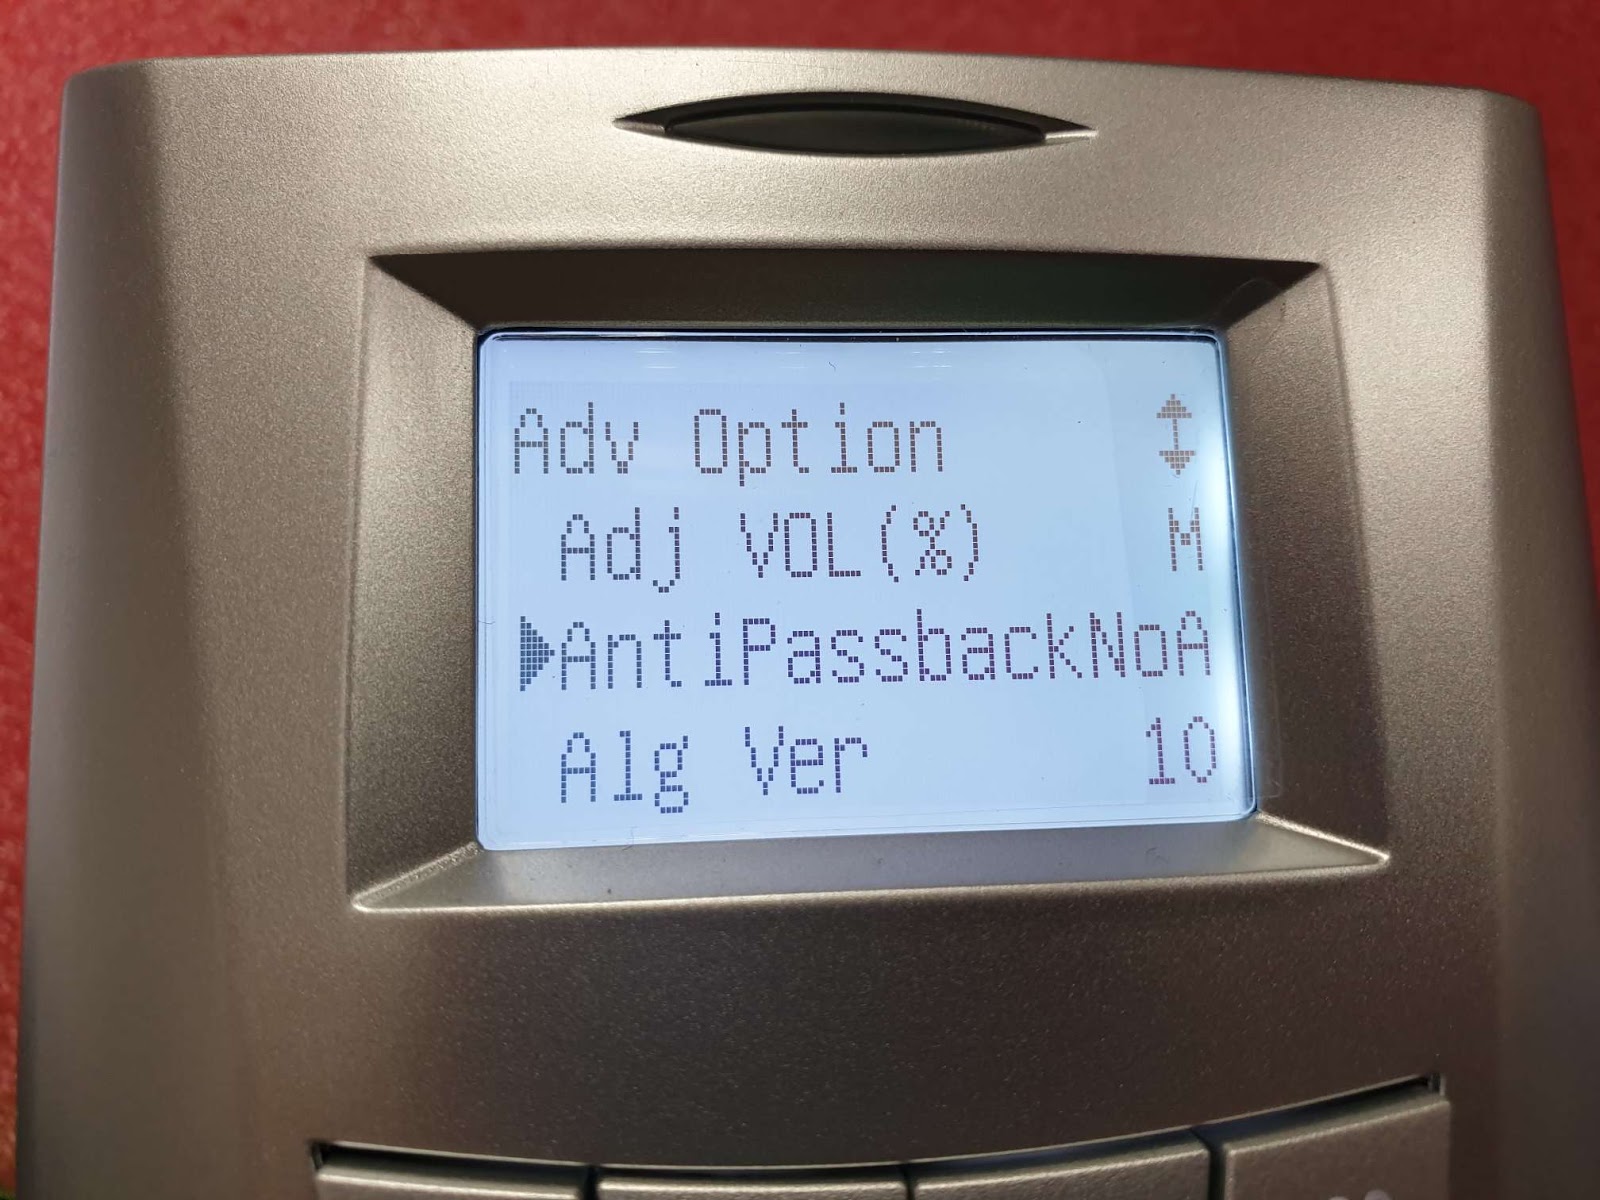 Adv Option ↕
Adj VOL(%) M
▶AntiPassbackNoA
Alg Ver 10